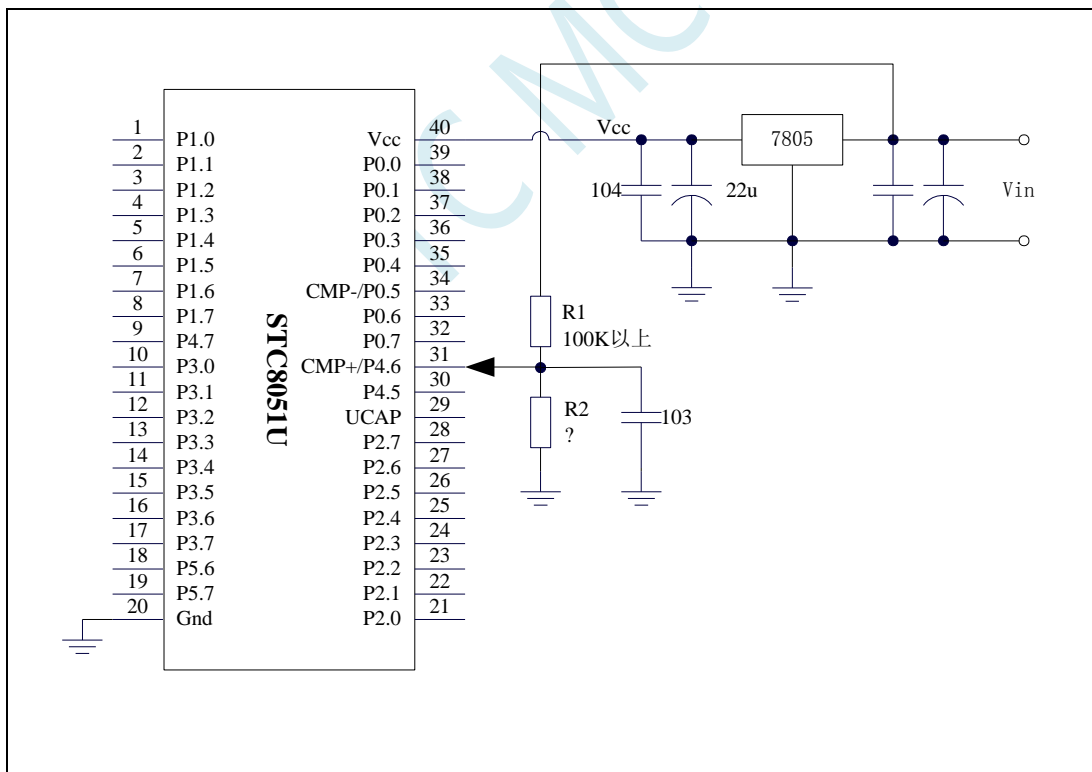 1 P1.0
2 P1.1
3 P1.2
4 P1.3
5 P1.4
6 P1.5
7 P1.6
8 P1.7
9 P4.7
10 P3.0
11 P3.1
12 P3.2
13 P3.3
14 P3.4
15 P3.5
16 P3.6
17 P3.7
18 P5.6
19 P5.7
20 Gnd
STC8051U
Vcc 40
P0.0 39
P0.1 38
P0.2 37
P0.3 36
P0.4 35
CMP-/P0.5 34
P0.6 33
P0.7 32
CMP+/P4.6 31
P4.5 30
UCAP 29
P2.7 28
P2.6 27
P2.5 26
P2.4 25
P2.3 24
P2.2 23
P2.1 22
P2.0 21
Vcc
7805
104
22u
Vin
R1
100K以上
R2
?
103
MC